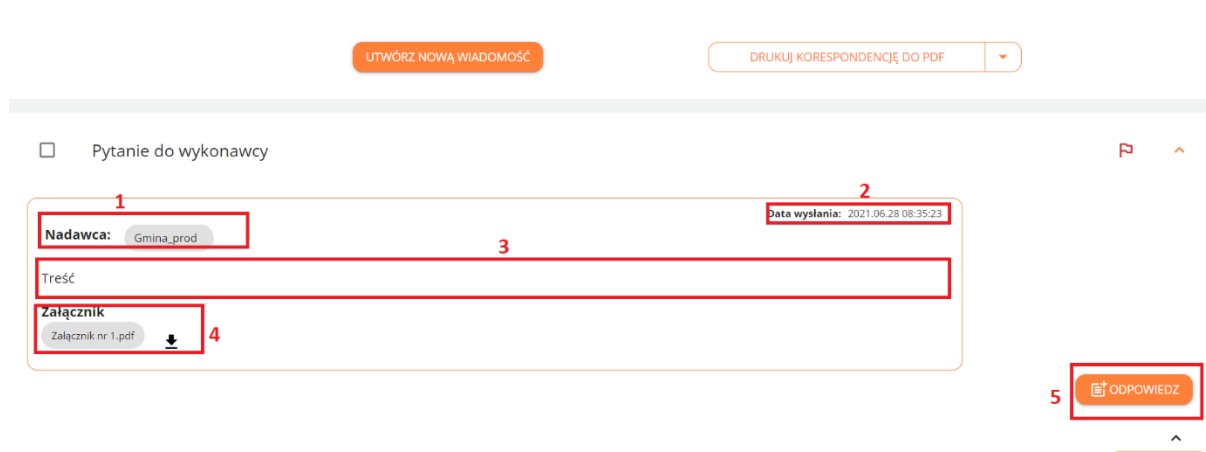 UTWÓRZ NOWĄ WIADOMOŚĆ
DRUKUJ KORESPONDENCJĘ DO PDF
Pytanie do wykonawcy
1
2
Data wysłania: 2021.06.28 08:35:23
Nadawca: Gmina_prod
3
Treść
Załącznik
Załącznik nr 1.pdf
4
5
ODPOWIEDZ